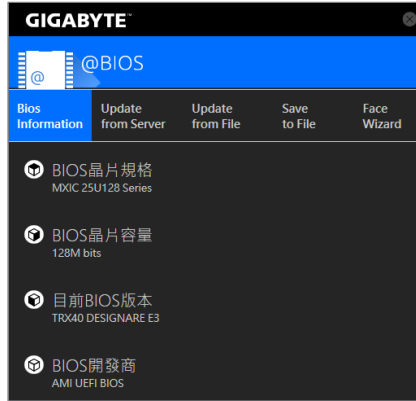 GIGABYTE™
@BIOS
@
Bios Information
Update from Server
Update from File
Save to File
Face Wizard
BIOS晶片規格
MXIC 25U128 Series
BIOS晶片容量
128M bits
目前BIOS版本
TRX40 DESIGNARE E3
BIOS開發商
AMI UEFI BIOS